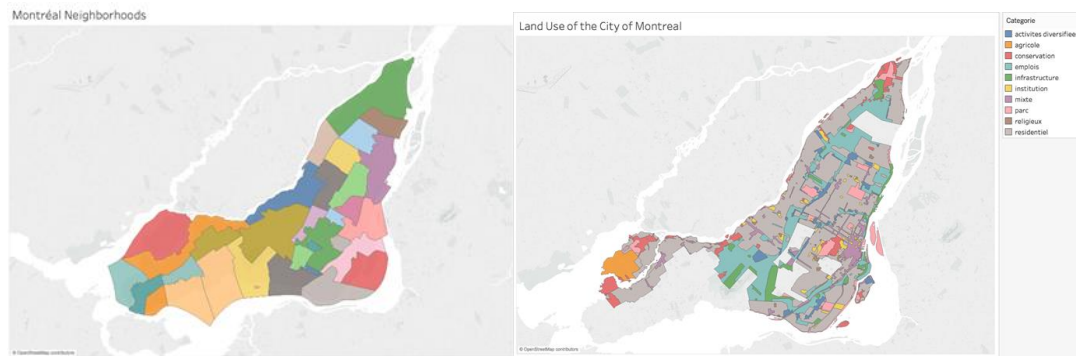 Montréal Neighborhoods
© OpenStreetMap contributors
Land Use of the City of Montreal
© OpenStreetMap contributors
Categorie
activites diversifiee
agricole
conservation
emplois
infrastructure
institution
mixte
parc
religieux
residentiel